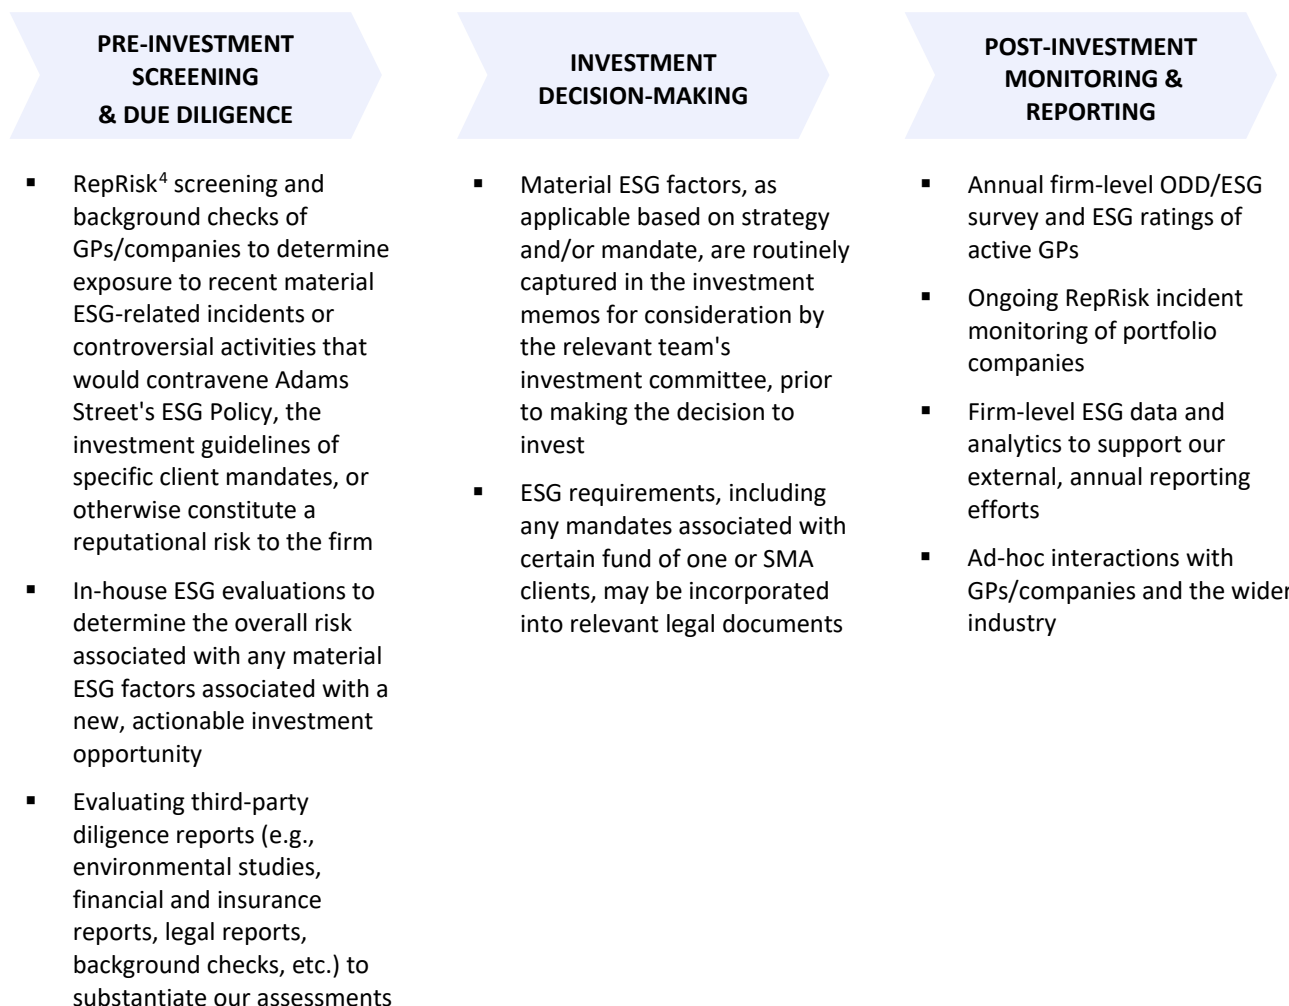 PRE-INVESTMENT
SCREENING
& DUE DILIGENCE
▪ RepRisk⁴ screening and
background checks of
GPs/companies to determine
exposure to recent material
ESG-related incidents or
controversial activities that
would contravene Adams
Street's ESG Policy, the
investment guidelines of
specific client mandates, or
otherwise constitute a
reputational risk to the firm
▪ In-house ESG evaluations to
determine the overall risk
associated with any material
ESG factors associated with a
new, actionable investment
opportunity
▪ Evaluating third-party
diligence reports (e.g.,
environmental studies,
financial and insurance
reports, legal reports,
background checks, etc.) to
substantiate our assessments
INVESTMENT
DECISION-MAKING
▪ Material ESG factors, as
applicable based on strategy
and/or mandate, are routinely
captured in the investment
memos for consideration by
the relevant team's
investment committee, prior
to making the decision to
invest
▪ ESG requirements, including
any mandates associated with
certain fund of one or SMA
clients, may be incorporated
into relevant legal documents
POST-INVESTMENT
MONITORING &
REPORTING
▪ Annual firm-level ODD/ESG
survey and ESG ratings of
active GPs
▪ Ongoing RepRisk incident
monitoring of portfolio
companies
▪ Firm-level ESG data and
analytics to support our
external, annual reporting
efforts
▪ Ad-hoc interactions with
GPs/companies and the wider
industry